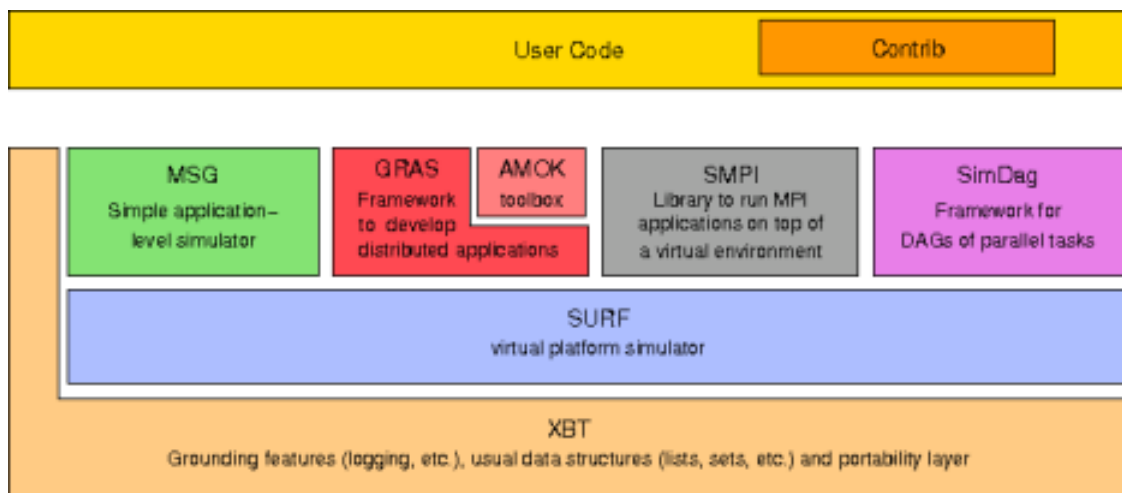 User Code
Contrib
MSG
Simple application–
level simulator
GRAS
Framework
to develop
distributed applications
AMOK
toolbox
SMPI
Library to run MPI
applications on top of
a virtual environment
SimDag
Framework for
DAGs of parallel tasks
SURF
virtual platform simulator
XBT
Grounding features (logging, etc.), usual data structures (lists, sets, etc.) and portability layer